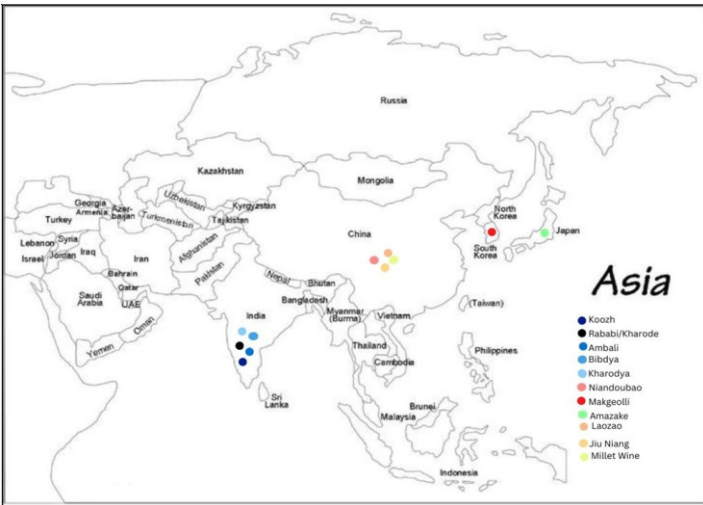 Russia
Kazakhstan
Mongolia
Georgia
Armenia
Azer-
baijan
Uzbekistan
Kyrgyzstan
Turkey
Turkmenistan
Tajikistan
North
Korea
China
Japan
Lebanon
Syria
Israel
Jordan
Iraq
Iran
Afghanistan
South
Korea
Bahrain
Pakistan
Nepal
Bhutan
Qatar
Saudi
Arabia
UAE
Bangladesh
India
Myanmar
(Burma)
Vietnam
(Taiwan)
Oman
Yemen
Thailand
Cambodia
Philippines
Sri
Lanka
Brunei
Malaysia
Indonesia
Asia
Koozh
Rababi/Kharode
Ambali
Bibdya
Kharodya
Niandoubao
Makgeolli
Amazake
Laozao
Jiu Niang
Millet Wine